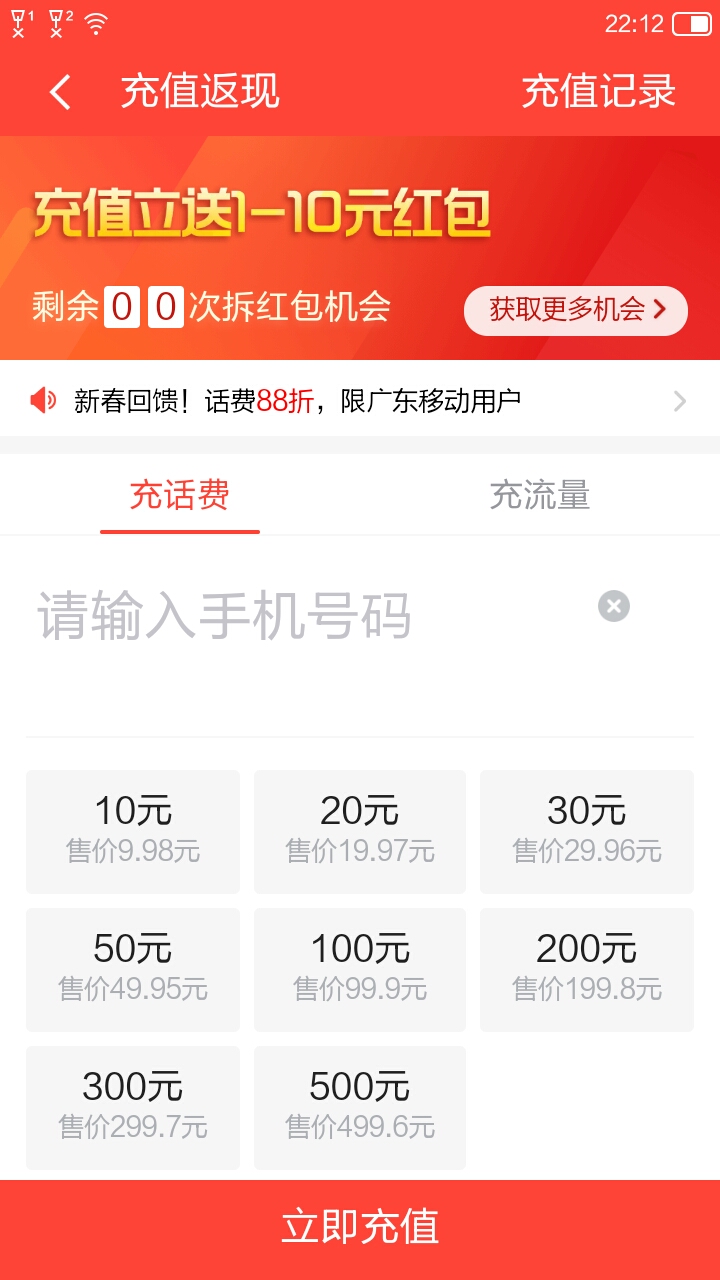 1 2 22:12
充值返现 充值记录
充值立送1-10元红包
剩余00次拆红包机会 获取更多机会
新春回馈！话费88折，限广东移动用户
充话费 充流量
请输入手机号码
10元 20元 30元
售价9.98元 售价19.97元 售价29.96元
50元 100元 200元
售价49.95元 售价99.9元 售价199.8元
300元 500元
售价299.7元 售价499.6元
立即充值